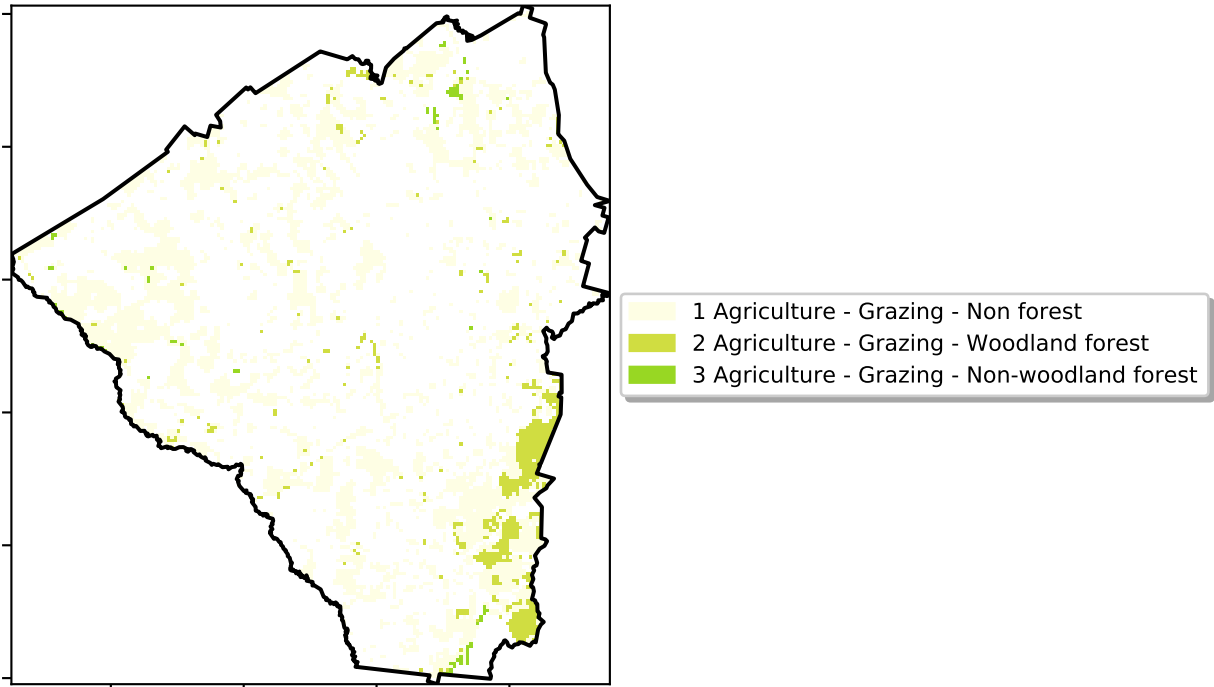 1 Agriculture - Grazing - Non forest
2 Agriculture - Grazing - Woodland forest
3 Agriculture - Grazing - Non-woodland forest